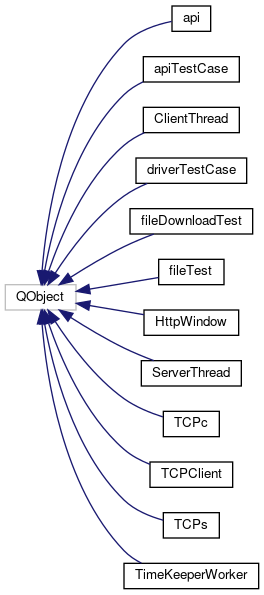 api
apiTestCase
ClientThread
driverTestCase
fileDownloadTest
fileTest
QObject
HttpWindow
ServerThread
TCPc
TCPClient
TCPs
TimeKeeperWorker